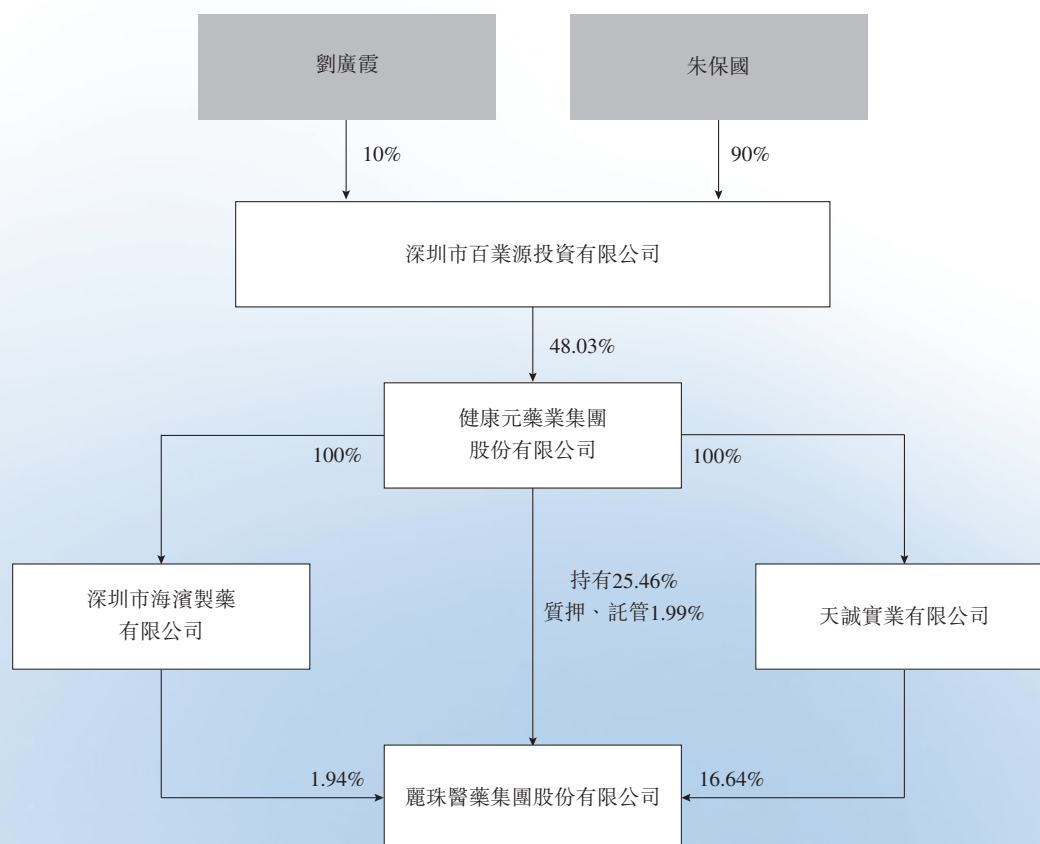 劉廣霞
朱保國
10%
90%
深圳市百業源投資有限公司
48.03%
健康元藥業集團
股份有限公司
100%
100%
深圳市海濱製藥
有限公司
持有25.46%
質押、託管1.99%
天誠實業有限公司
1.94%
麗珠醫藥集團股份有限公司
16.64%